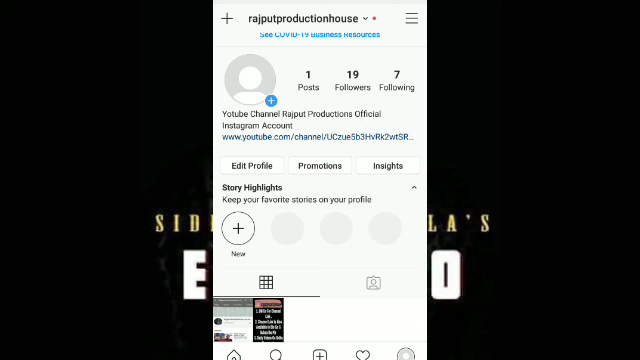 rajputproductionhouse
See COVID-19 Business Resources
1 19 7
Posts Followers Following
Yotube Channel Rajput Productions Official
Instagram Account
www.youtube.com/channel/UCzue5b3HvRk2wtSR...
Edit Profile Promotions Insights
Story Highlights
Keep your favorite stories on your profile
New
SID LA'S
E O